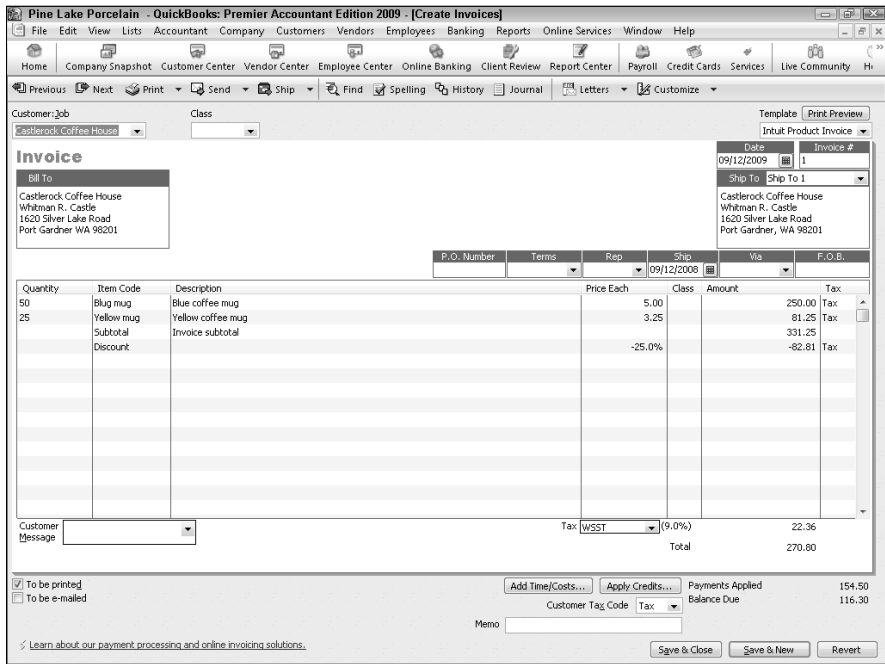 Pine Lake Porcelain - QuickBooks: Premier Accountant Edition 2009 - [Create Invoices]
File Edit View Lists Accountant Company Customers Vendors Employees Banking Reports Online Services Window Help
Home Company Snapshot Customer Center Vendor Center Employee Center Online Banking Client Review Report Center Payroll Credit Cards Services Live Community
Previous Next Print Send Ship Find Spelling History Journal Letters Customize
Customer:Job Class Template Print Preview
Castlerock Coffee House Intuit Product Invoice
Invoice Date Invoice #
09/12/2009 1
Bill To Ship To Ship To 1
Castlerock Coffee House
Whitman R. Castle
1620 Silver Lake Road
Port Gardner WA 98201
Castlerock Coffee House
Whitman R. Castle
1620 Silver Lake Road
Port Gardner, WA 98201
P.O. Number Terms Rep Ship Via F.O.B.
09/12/2008
Quantity Item Code Description Price Each Class Amount Tax
50 Blug mug Blue coffee mug 5.00 250.00 Tax
25 Yellow mug Yellow coffee mug 3.25 81.25 Tax
Subtotal Invoice subtotal 331.25
Discount -25.0% -82.81 Tax
Customer Message Tax WSST (9.0%) 22.36
Total 270.80
To be printed Add Time/Costs... Apply Credits... Payments Applied 154.50
To be e-mailed Customer Tax Code Tax Balance Due 116.30
Memo
Learn about our payment processing and online invoicing solutions. Save & Close Save & New Revert